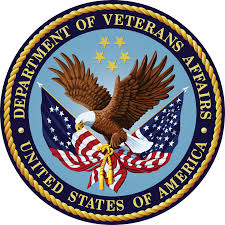 DEPARTMENT OF VETERANS AFFAIRS
UNITED STATES OF AMERICA